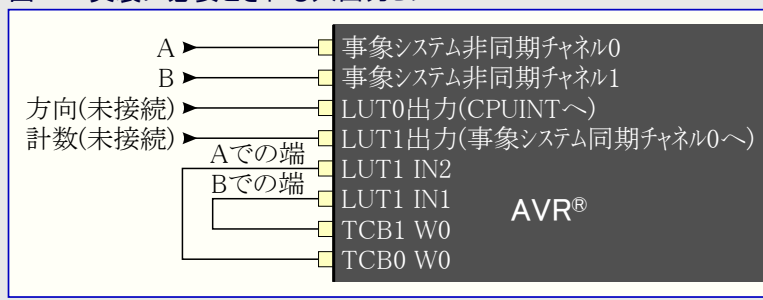 A
事象システム非同期チャネル0
B
事象システム非同期チャネル1
方向(未接続)
LUT0出力(CPUINTへ)
計数(未接続)
LUT1出力(事象システム同期チャネル0へ)
Aでの端
LUT1 IN2
Bでの端
LUT1 IN1
AVR®
TCB1 W0
TCB0 W0